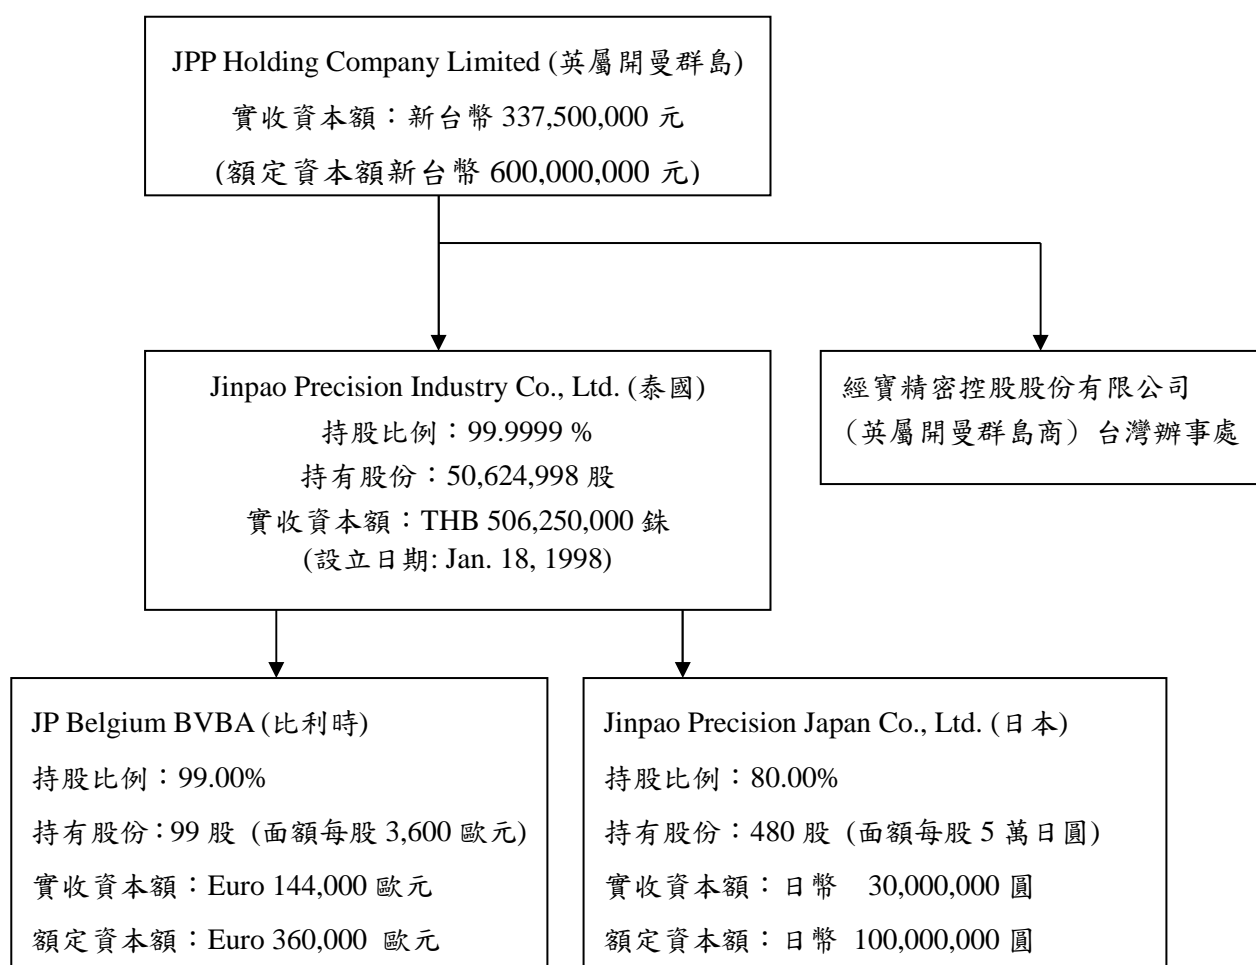 JPP Holding Company Limited (英屬開曼群島)
實收資本額：新台幣 337,500,000 元
(額定資本額新台幣 600,000,000 元)
Jinpao Precision Industry Co., Ltd. (泰國)
持股比例：99.9999 %
持有股份：50,624,998 股
實收資本額：THB 506,250,000 銖
(設立日期: Jan. 18, 1998)
經寶精密控股股份有限公司
（英屬開曼群島商）台灣辦事處
JP Belgium BVBA (比利時)
持股比例：99.00%
持有股份：99 股 (面額每股 3,600 歐元)
實收資本額：Euro 144,000 歐元
額定資本額：Euro 360,000 歐元
Jinpao Precision Japan Co., Ltd. (日本)
持股比例：80.00%
持有股份：480 股 (面額每股 5 萬日圓)
實收資本額：日幣 30,000,000 圓
額定資本額：日幣 100,000,000 圓